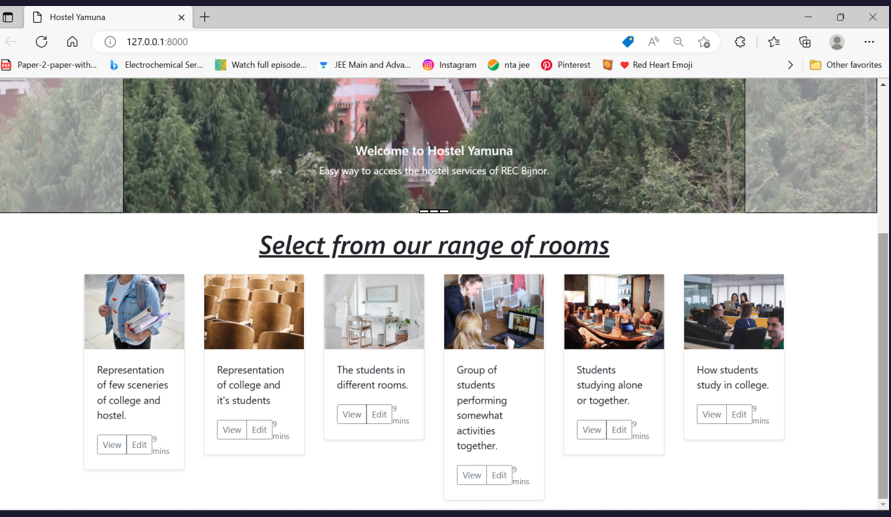 Hostel Yamuna
127.0.0.1:8000
Paper-2-paper-with...
Electrochemical Ser...
Watch full episode...
JEE Main and Adva...
Instagram
nta jee
Pinterest
Red Heart Emoji
Other favorites
Welcome to Hostel Yamuna
Easy way to access the hostel services of REC Bijnor.
Select from our range of rooms
Representation
of few sceneries
of college and
hostel.
View Edit 9
mins
Representation
of college and
it's students
View Edit 9
mins
The students in
different rooms.
View Edit 9
mins
Group of
students
performing
somewhat
activities
together.
View Edit 9
mins
Students
studying alone
or together.
View Edit 9
mins
How students
study in college.
View Edit 9
mins